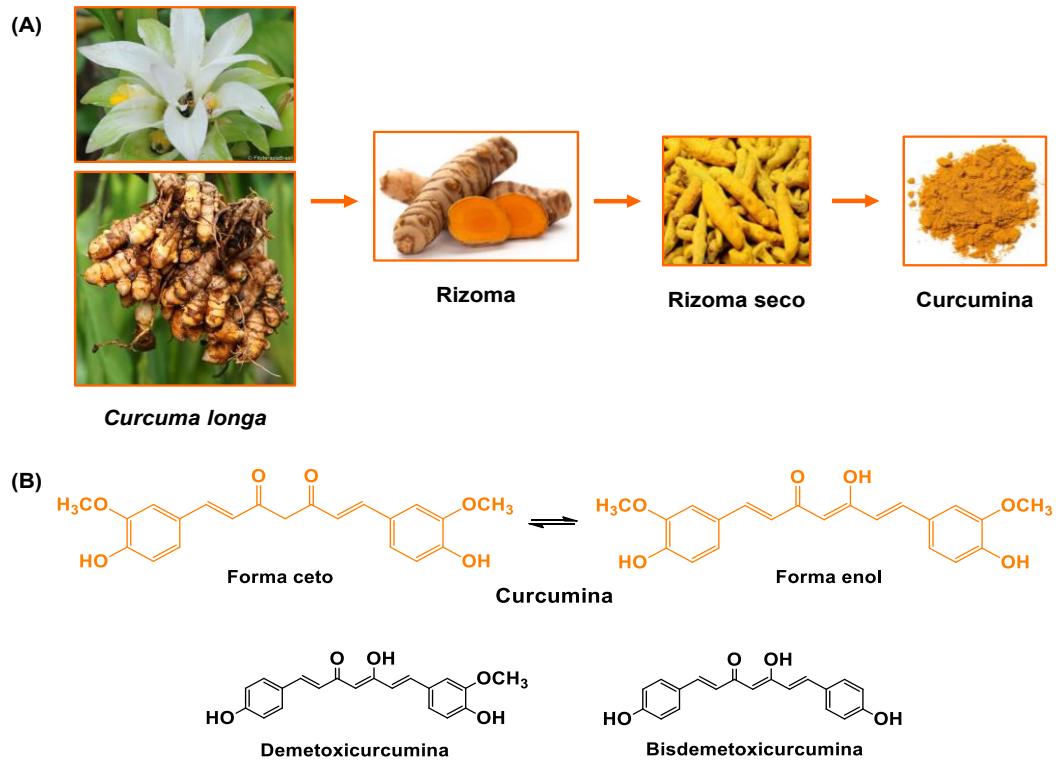 (A)
© FitoterapiaBrasil
Rizoma
Rizoma seco
Curcumina
Curcuma longa
(B)
O
O
H₃CO
OCH₃
HO
OH
Forma ceto
O
OH
H₃CO
OCH₃
HO
OH
Forma enol
Curcumina
O
OH
OCH₃
HO
OH
Demetoxicurcumina
O
OH
HO
OH
Bisdemetoxicurcumina